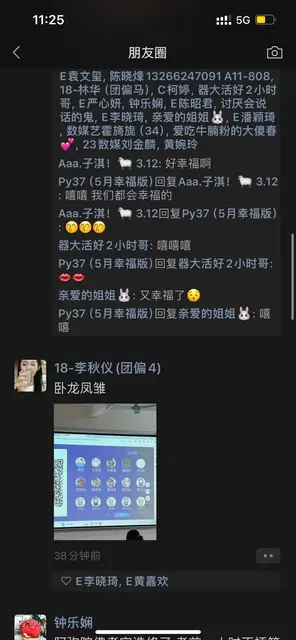 11:25
5G
朋友圈
E袁文玺, 陈晓烽13266247091 A11-808,
18-林华 (团偏马), C柯婷, 器大活好2小时
哥, E严心妍, 钟乐娴, E陈昭君, 讨厌会说
话的鬼, E李晓琦, 亲爱的姐姐🐰, E潘颖琦
, 数媒艺霍旖旎 (34), 爱吃牛腩粉的大傻春
💕, 23数媒刘金麟, 黄婉玲
Aaa.子淇！🐑 3.12: 好幸福啊
Py37 (5月幸福版)回复Aaa.子淇！🐑 3.12
: 嘻嘻 我们都会幸福的
Aaa.子淇！🐑 3.12回复Py37 (5月幸福版)
: 🤭🤭🤭
器大活好2小时哥: 嘻嘻嘻
Py37 (5月幸福版)回复器大活好2小时哥:
👄👄
亲爱的姐姐🐰: 又幸福了😚
Py37 (5月幸福版)回复亲爱的姐姐🐰: 嘻
嘻
18-李秋仪 (团偏4)
卧龙凤雏
38分钟前
E李晓琦, E黄嘉欢
钟乐娴